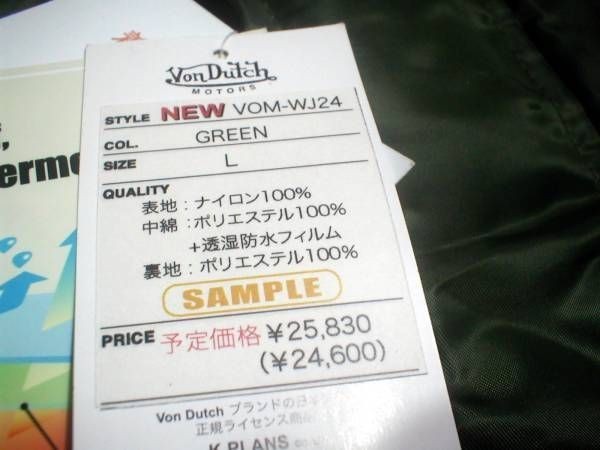 Von Dutch
MOTORS
STYLE NEW VOM-WJ24
COL. GREEN
SIZE L
QUALITY
表地:ナイロン100%
中綿:ポリエステル100%
+透湿防水フィルム
裏地:ポリエステル100%
SAMPLE
PRICE 予定価格 ¥25,830
(¥24,600)
Von Dutch ブランドの日本
正規ライセンス商品
K.PLANS